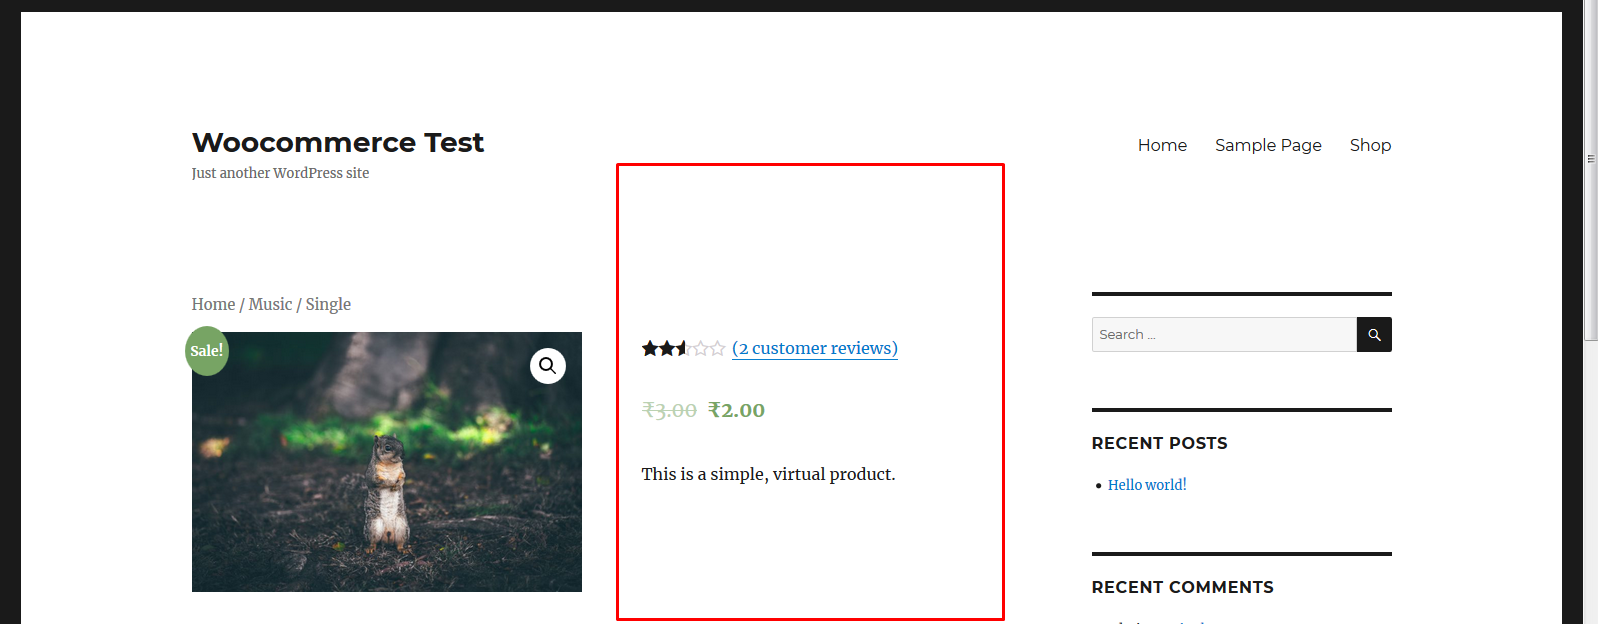 Woocommerce Test
Just another WordPress site
Home Sample Page Shop
Home / Music / Single
Sale!
(2 customer reviews)
₹3.00 ₹2.00
This is a simple, virtual product.
Search ...
RECENT POSTS
Hello world!
RECENT COMMENTS